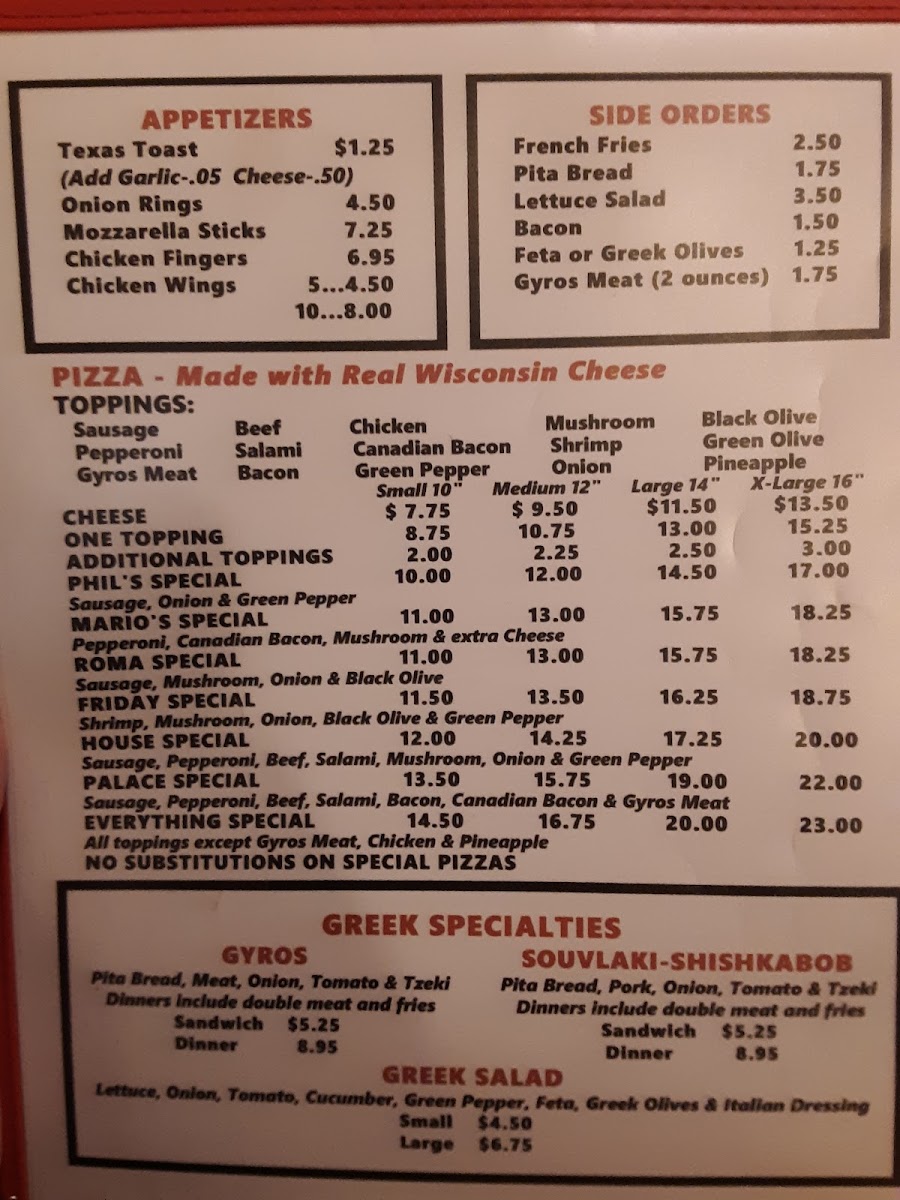 APPETIZERS
Texas Toast $1.25
(Add Garlic-.05 Cheese-.50)
Onion Rings 4.50
Mozzarella Sticks 7.25
Chicken Fingers 6.95
Chicken Wings 5...4.50
10...8.00
SIDE ORDERS
French Fries 2.50
Pita Bread 1.75
Lettuce Salad 3.50
Bacon 1.50
Feta or Greek Olives 1.25
Gyros Meat (2 ounces) 1.75
PIZZA - Made with Real Wisconsin Cheese
TOPPINGS:
Sausage Beef Chicken Mushroom Black Olive
Pepperoni Salami Canadian Bacon Shrimp Green Olive
Gyros Meat Bacon Green Pepper Onion Pineapple
Small 10" Medium 12" Large 14" X-Large 16"
CHEESE $ 7.75 $ 9.50 $11.50 $13.50
ONE TOPPING 8.75 10.75 13.00 15.25
ADDITIONAL TOPPINGS 2.00 2.25 2.50 3.00
PHIL'S SPECIAL 10.00 12.00 14.50 17.00
Sausage, Onion & Green Pepper
MARIO'S SPECIAL 11.00 13.00 15.75 18.25
Pepperoni, Canadian Bacon, Mushroom & extra Cheese
ROMA SPECIAL 11.00 13.00 15.75 18.25
Sausage, Mushroom, Onion & Black Olive
FRIDAY SPECIAL 11.50 13.50 16.25 18.75
Shrimp, Mushroom, Onion, Black Olive & Green Pepper
HOUSE SPECIAL 12.00 14.25 17.25 20.00
Sausage, Pepperoni, Beef, Salami, Mushroom, Onion & Green Pepper
PALACE SPECIAL 13.50 15.75 19.00 22.00
Sausage, Pepperoni, Beef, Salami, Bacon, Canadian Bacon & Gyros Meat
EVERYTHING SPECIAL 14.50 16.75 20.00 23.00
All toppings except Gyros Meat, Chicken & Pineapple
NO SUBSTITUTIONS ON SPECIAL PIZZAS
GREEK SPECIALTIES
GYROS
Pita Bread, Meat, Onion, Tomato & Tzeki
Dinners include double meat and fries
Sandwich $5.25
Dinner 8.95
SOUVLAKI-SHISHKABOB
Pita Bread, Pork, Onion, Tomato & Tzeki
Dinners include double meat and fries
Sandwich $5.25
Dinner 8.95
GREEK SALAD
Lettuce, Onion, Tomato, Cucumber, Green Pepper, Feta, Greek Olives & Italian Dressing
Small $4.50
Large $6.75